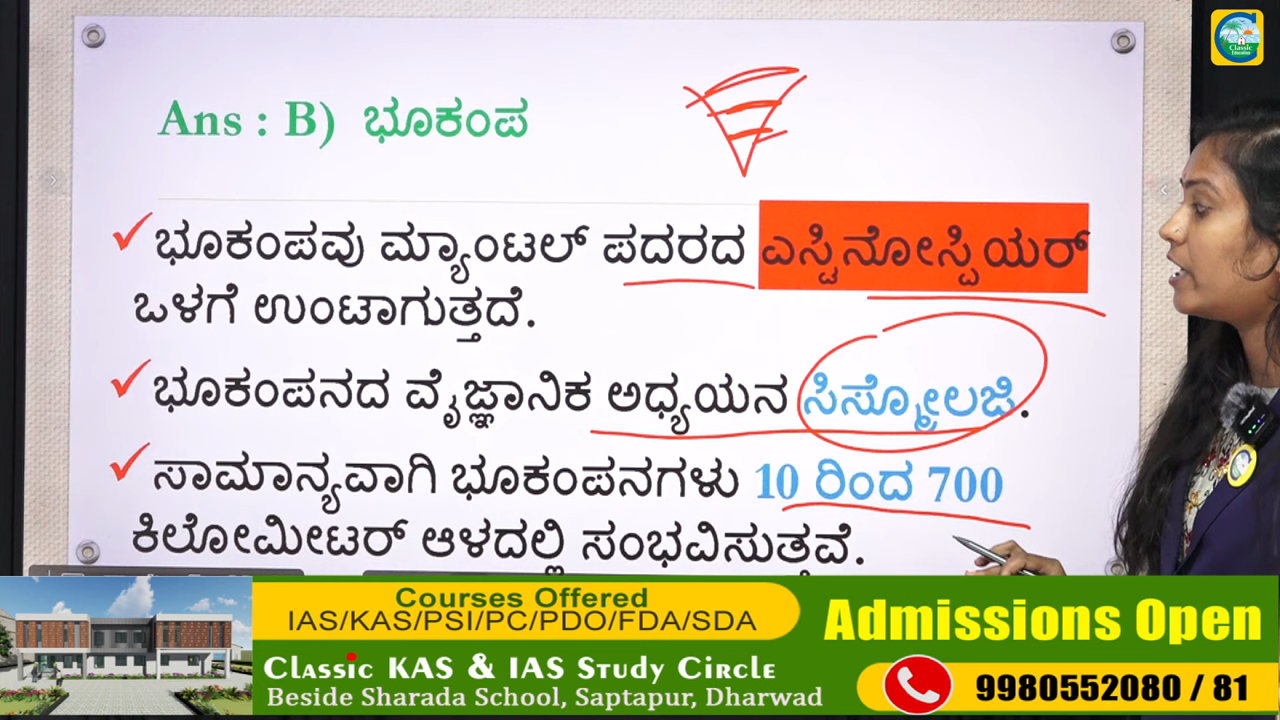 Classic
Education
Ans : B) ಭೂಕಂಪ
ಭೂಕಂಪವು ಮ್ಯಾಂಟಲ್ ಪದರದ ಎಸ್ಟಿನೋಸ್ಪಿಯರ್
ಒಳಗೆ ಉಂಟಾಗುತ್ತದೆ.
ಭೂಕಂಪನದ ವೈಜ್ಞಾನಿಕ ಅಧ್ಯಯನ ಸಿಸ್ಮೋಲಜಿ.
ಸಾಮಾನ್ಯವಾಗಿ ಭೂಕಂಪನಗಳು 10 ರಿಂದ 700
ಕಿಲೋಮೀಟರ್ ಆಳದಲ್ಲಿ ಸಂಭವಿಸುತ್ತವೆ.
Courses Offered
IAS/KAS/PSI/PC/PDO/FDA/SDA
Classic KAS & IAS Study Circle
Beside Sharada School, Saptapur, Dharwad
Admissions Open
9980552080 / 81